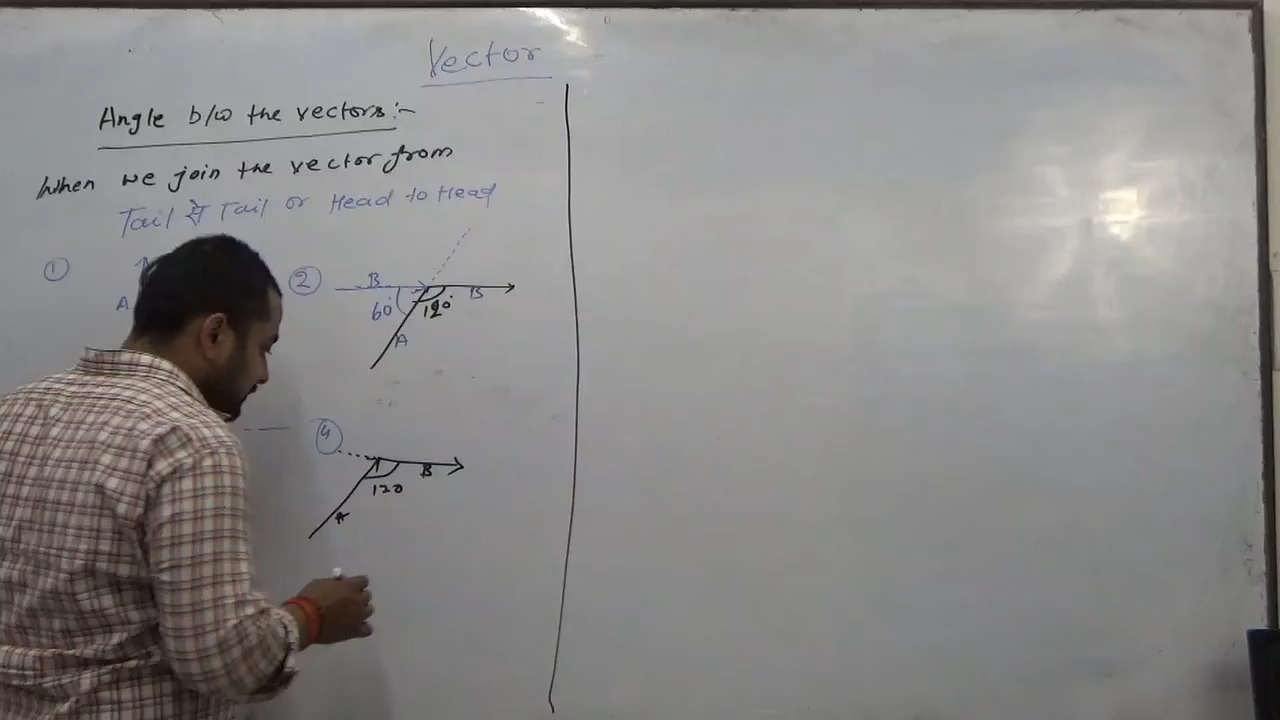 Vector
Angle b/w the vectors:-
When we join the vector from
Tail से Tail or Head to Head
①
A
②
B
B
60°
120°
A
④
B
120
A